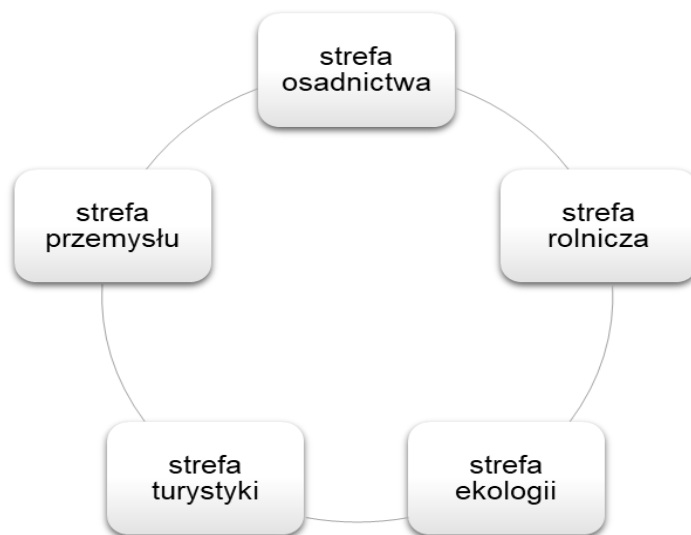 strefa
osadnictwa
strefa
przemysłu
strefa
rolnicza
strefa
turystyki
strefa
ekologii